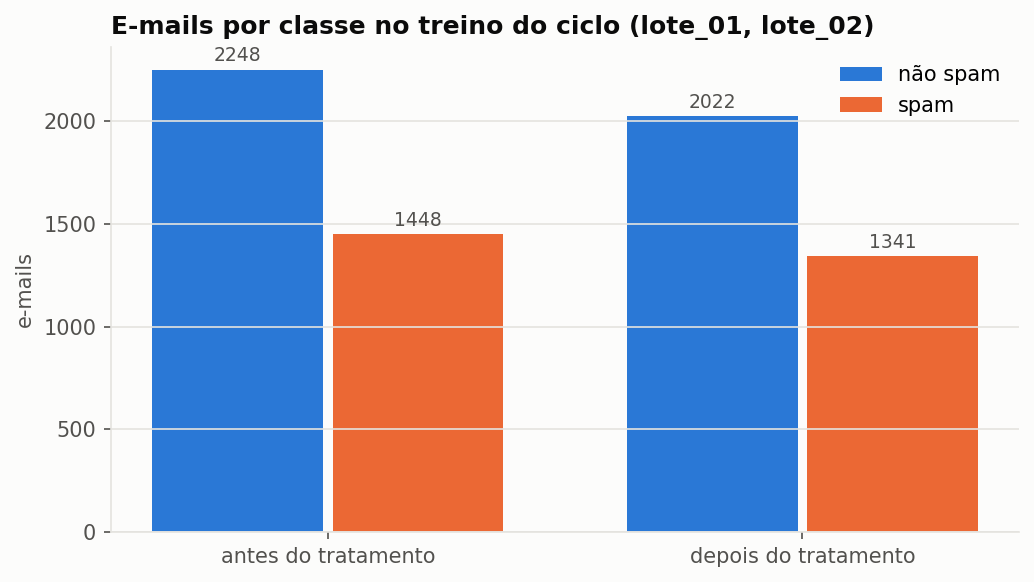 E-mails por classe no treino do ciclo (lote_01, lote_02)
2248
não spam
spam
2022
2000
1448
1500
1341
e-mails
1000
500
0
antes do tratamento
depois do tratamento